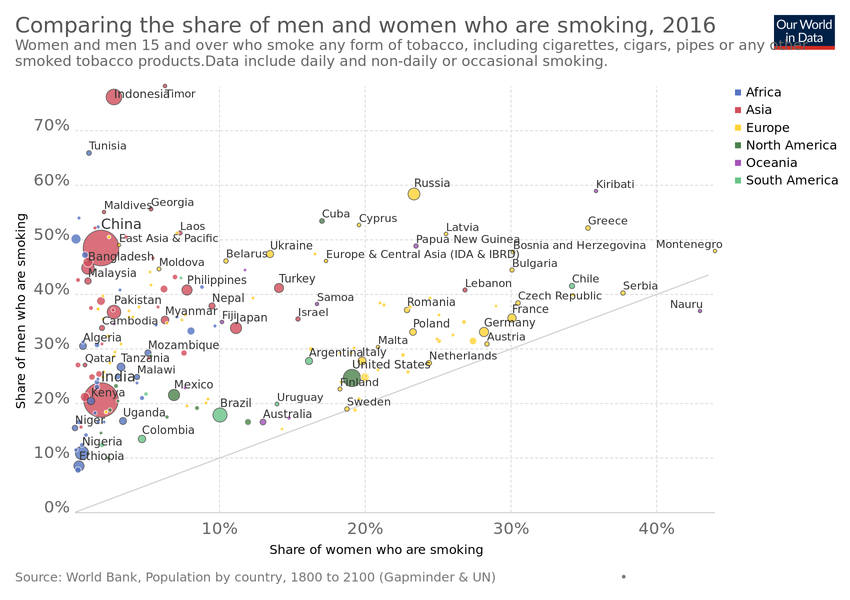 Comparing the share of men and women who are smoking, 2016
Our World
in Data
Women and men 15 and over who smoke any form of tobacco, including cigarettes, cigars, pipes or any other
smoked tobacco products.Data include daily and non-daily or occasional smoking.
Africa
Asia
Europe
North America
Oceania
South America
Share of men who are smoking
70%
60%
50%
40%
30%
20%
10%
0%
Indonesia
Timor
Tunisia
Russia
Kiribati
Maldives
Georgia
China
Laos
Cuba
Cyprus
Latvia
Greece
East Asia & Pacific
Ukraine
Papua New Guinea
Bosnia and Herzegovina
Montenegro
Bangladesh
Moldova
Belarus
Europe & Central Asia (IDA & IBRD)
Bulgaria
Malaysia
Philippines
Turkey
Lebanon
Chile
Serbia
Pakistan
Nepal
Samoa
Romania
Czech Republic
Nauru
Cambodia
Myanmar
Fiji
Japan
Israel
Poland
Germany
France
Algeria
Mozambique
Malta
Austria
Qatar
Tanzania
Argentina
Italy
Netherlands
India
Malawi
United States
Kenya
Mexico
Finland
Niger
Uganda
Brazil
Uruguay
Sweden
Australia
Nigeria
Colombia
Ethiopia
10%
20%
30%
40%
Share of women who are smoking
Source: World Bank, Population by country, 1800 to 2100 (Gapminder & UN)